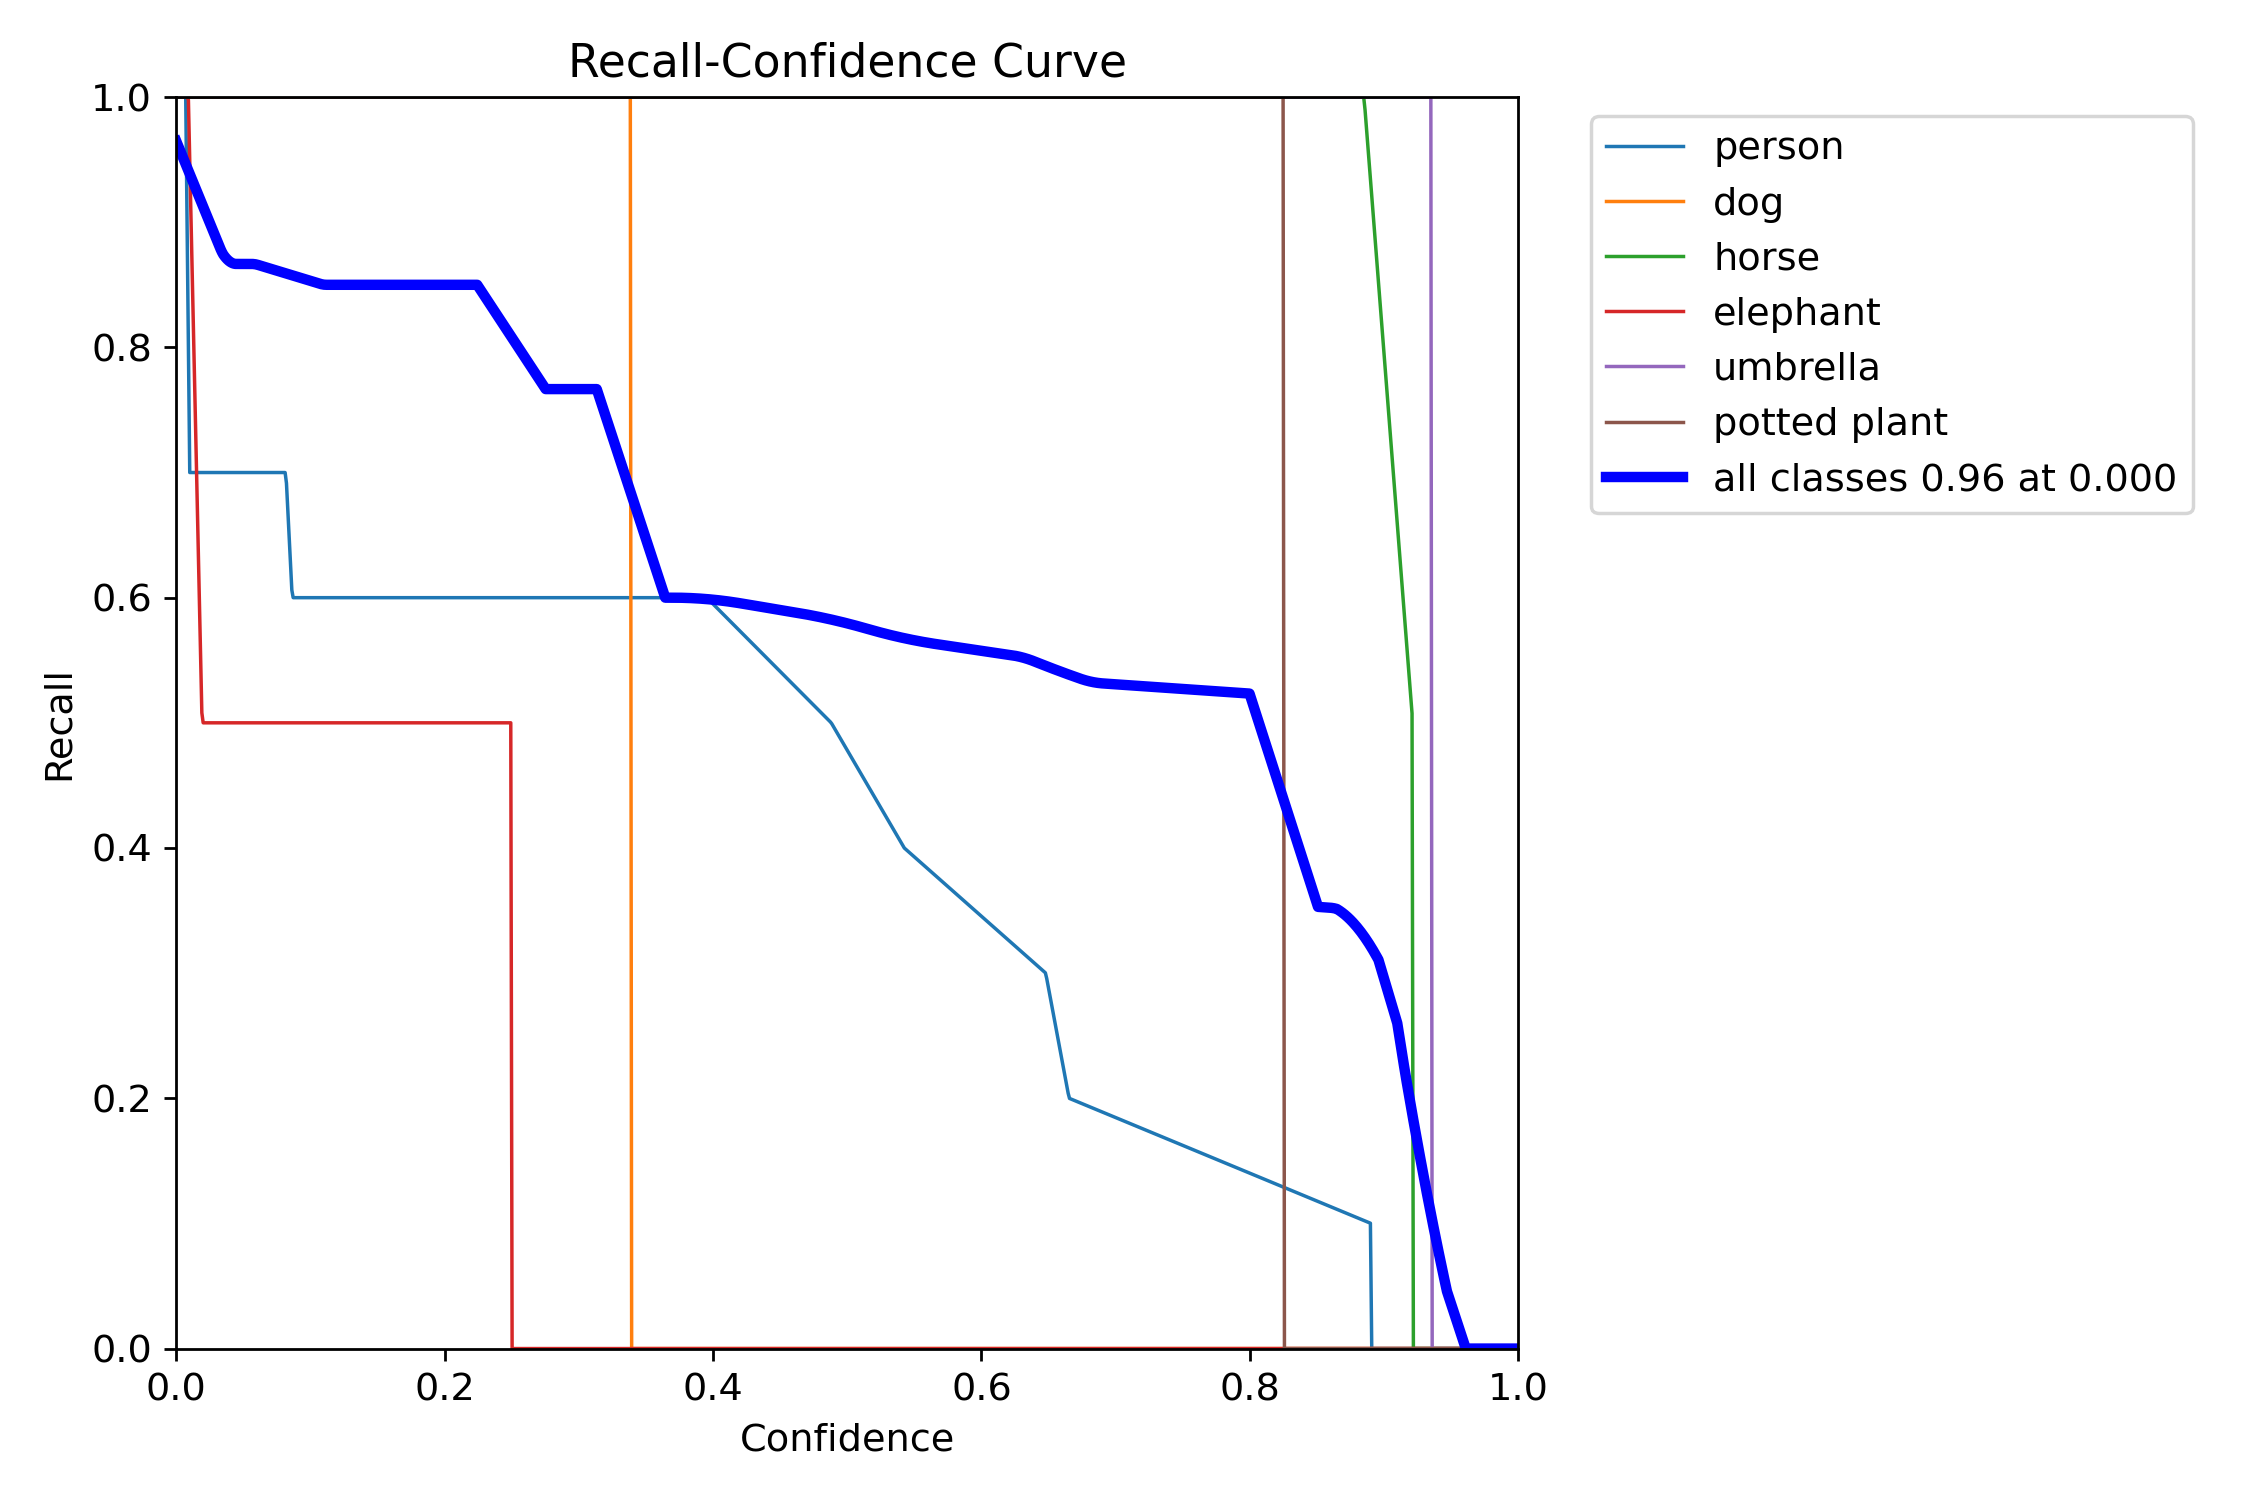 Recall-Confidence Curve
1.0
0.8
0.6
0.4
0.2
0.0
Recall
0.0 0.2 0.4 0.6 0.8 1.0
Confidence
person
dog
horse
elephant
umbrella
potted plant
all classes 0.96 at 0.000